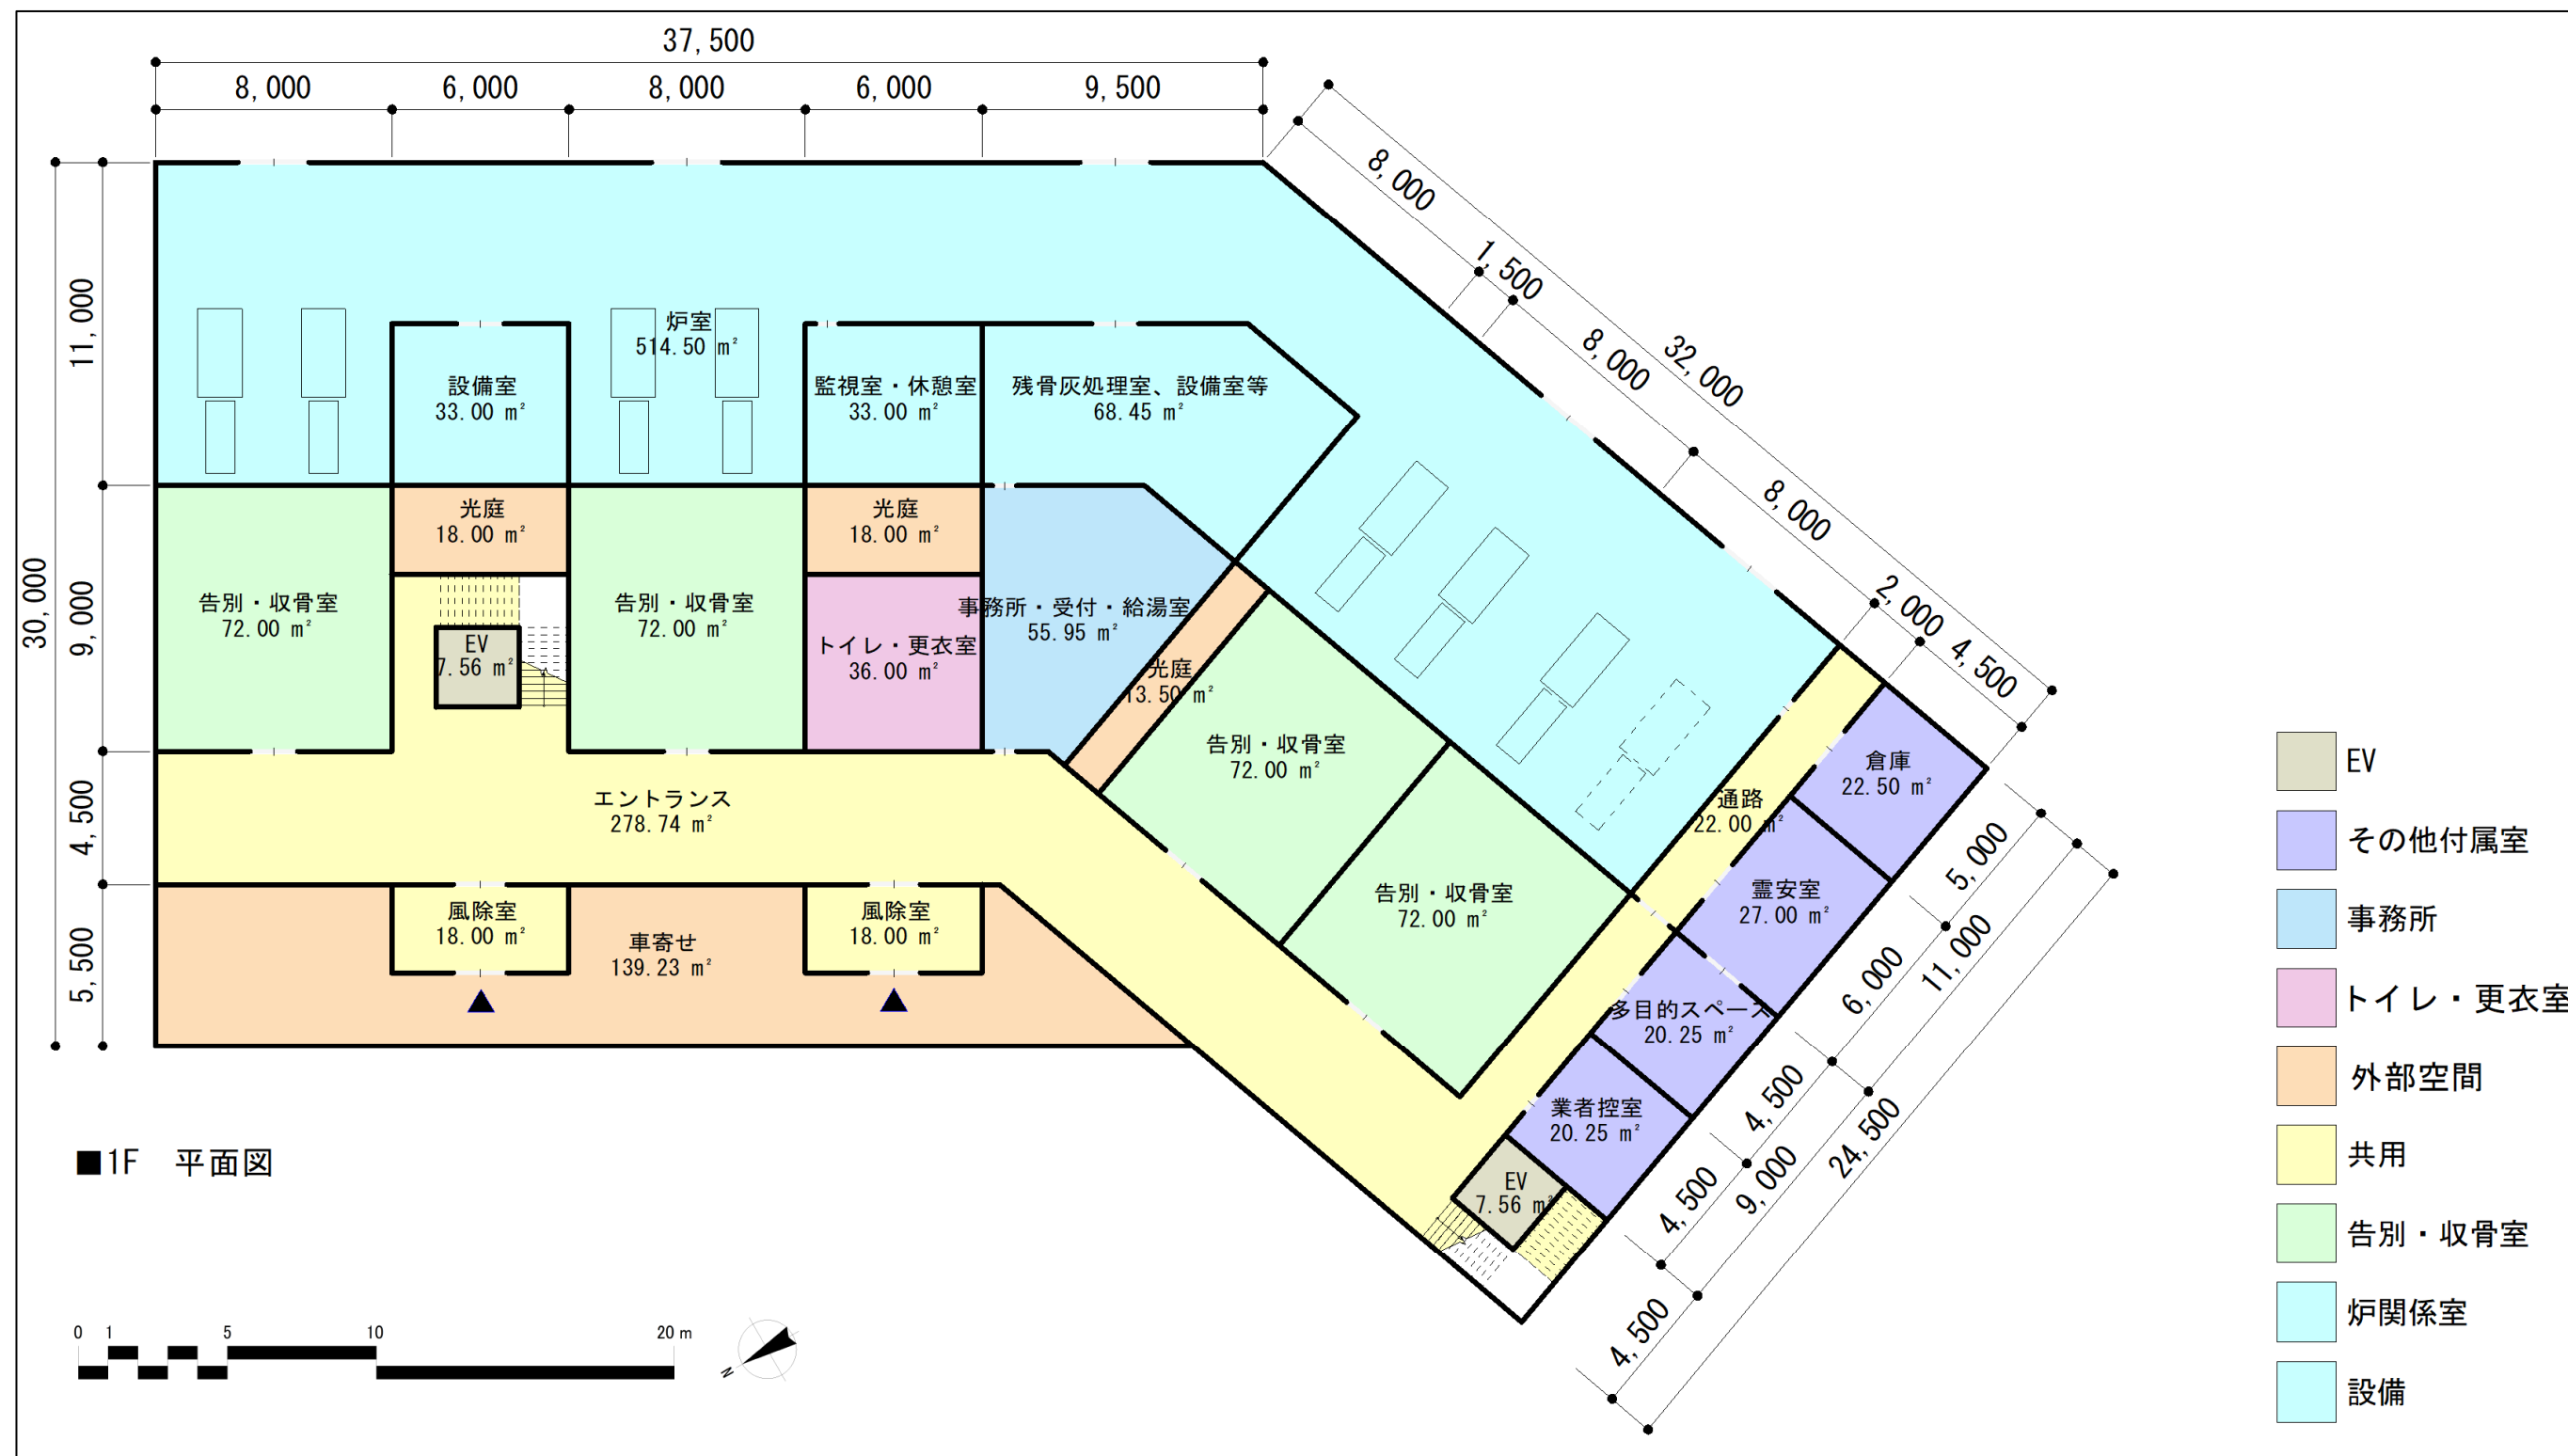 37,500
8,000
6,000
8,000
6,000
9,500
8,000
1,500
8,000
32,000
8,000
2,000
4,500
30,000
11,000
9,000
4,500
5,500
炉室
514.50 ㎡
設備室
33.00 ㎡
監視室・休憩室
33.00 ㎡
残骨灰処理室、設備室等
68.45 ㎡
光庭
18.00 ㎡
光庭
18.00 ㎡
告別・収骨室
72.00 ㎡
EV
7.56 ㎡
告別・収骨室
72.00 ㎡
トイレ・更衣室
36.00 ㎡
事務所・受付・給湯室
55.95 ㎡
光庭
13.50 ㎡
告別・収骨室
72.00 ㎡
告別・収骨室
72.00 ㎡
エントランス
278.74 ㎡
通路
22.00 ㎡
倉庫
22.50 ㎡
霊安室
27.00 ㎡
多目的スペース
20.25 ㎡
業者控室
20.25 ㎡
EV
7.56 ㎡
風除室
18.00 ㎡
風除室
18.00 ㎡
車寄せ
139.23 ㎡
5,000
6,000
11,000
4,500
4,500
9,000
24,500
4,500
■1F 平面図
0 1 5 10 20 m
N
EV
その他付属室
事務所
トイレ・更衣室
外部空間
共用
告別・収骨室
炉関係室
設備